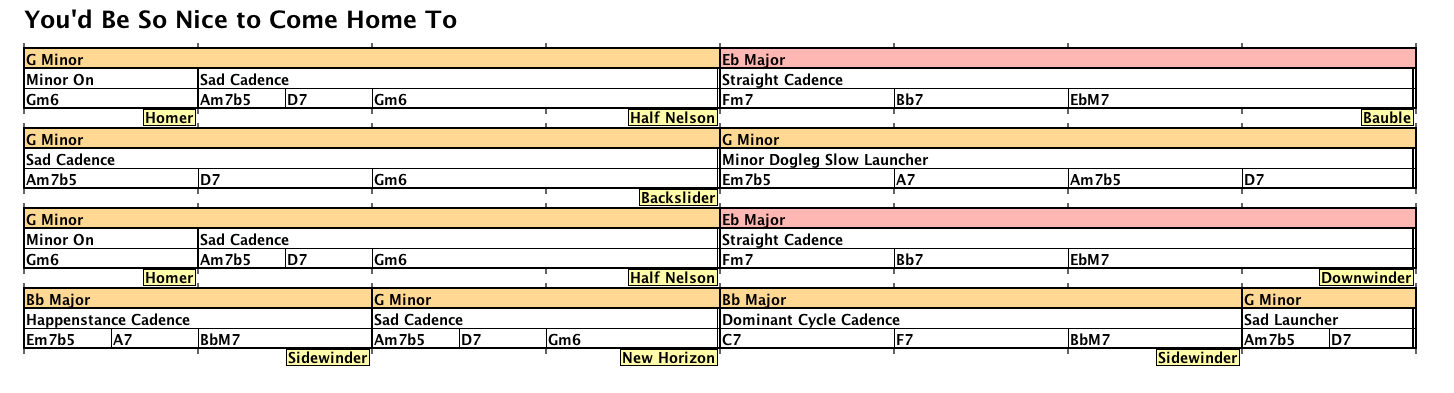 You'd Be So Nice to Come Home To
G Minor Eb Major
Minor On Sad Cadence Straight Cadence
Gm6 Am7b5 D7 Gm6 Fm7 Bb7 EbM7
Homer Half Nelson Bauble
G Minor G Minor
Sad Cadence Minor Dogleg Slow Launcher
Am7b5 D7 Gm6 Em7b5 A7 Am7b5 D7
Backslider
G Minor Eb Major
Minor On Sad Cadence Straight Cadence
Gm6 Am7b5 D7 Gm6 Fm7 Bb7 EbM7
Homer Half Nelson Downwinder
Bb Major G Minor Bb Major G Minor
Happenstance Cadence Sad Cadence Dominant Cycle Cadence Sad Launcher
Em7b5 A7 BbM7 Am7b5 D7 Gm6 C7 F7 BbM7 Am7b5 D7
Sidewinder New Horizon Sidewinder